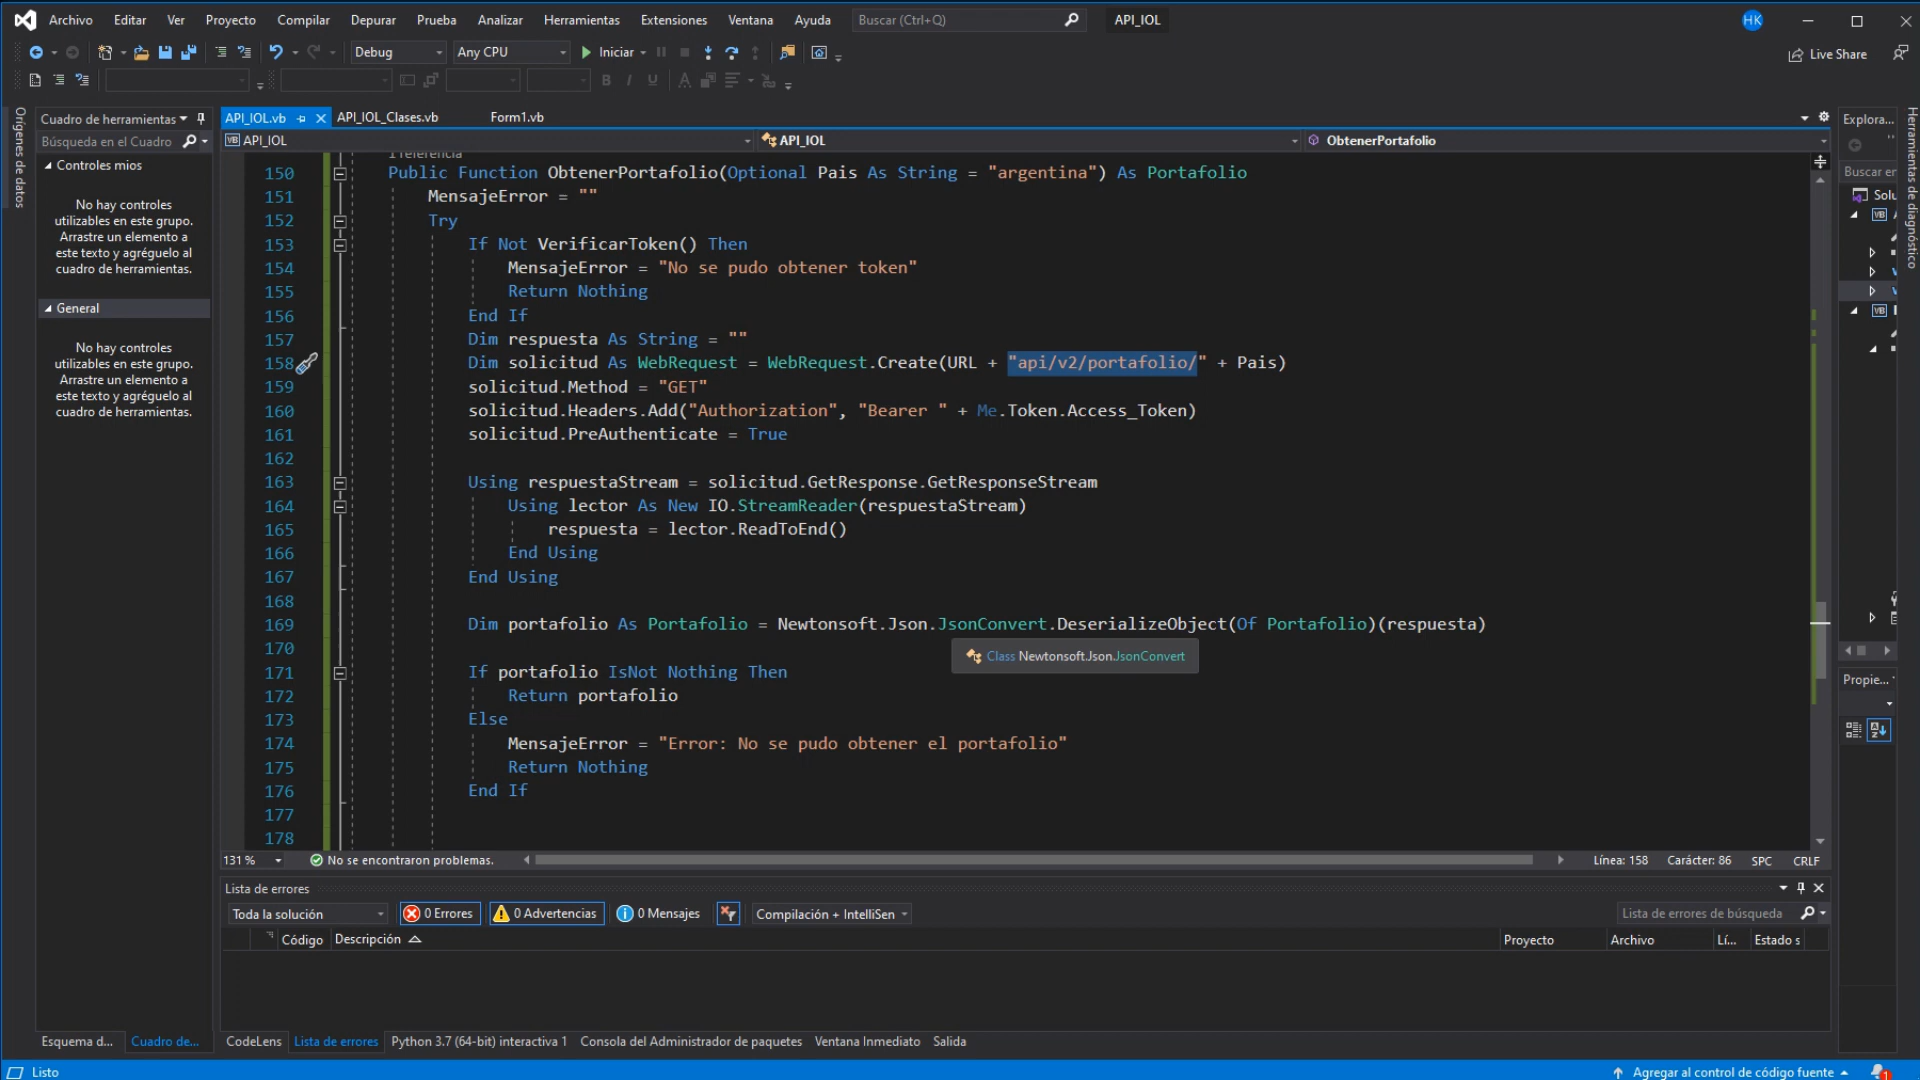 Archivo Editar Ver Proyecto Compilar Depurar Prueba Analizar Herramientas Extensiones Ventana Ayuda Buscar (Ctrl+Q) API_IOL HK
Debug Any CPU Iniciar Live Share
Orígenes de datos
Cuadro de herramientas
Búsqueda en el Cuadro
Controles mios
No hay controles
utilizables en este grupo.
Arrastre un elemento a
este texto y agréguelo al
cuadro de herramientas.
General
No hay controles
utilizables en este grupo.
Arrastre un elemento a
este texto y agréguelo al
cuadro de herramientas.
API_IOL.vb API_IOL_Clases.vb Form1.vb
API_IOL API_IOL ObtenerPortafolio
1 referencia
150 Public Function ObtenerPortafolio(Optional Pais As String = "argentina") As Portafolio
151 MensajeError = ""
152 Try
153 If Not VerificarToken() Then
154 MensajeError = "No se pudo obtener token"
155 Return Nothing
156 End If
157 Dim respuesta As String = ""
158 Dim solicitud As WebRequest = WebRequest.Create(URL + "api/v2/portafolio/" + Pais)
159 solicitud.Method = "GET"
160 solicitud.Headers.Add("Authorization", "Bearer " + Me.Token.Access_Token)
161 solicitud.PreAuthenticate = True
162
163 Using respuestaStream = solicitud.GetResponse.GetResponseStream
164 Using lector As New IO.StreamReader(respuestaStream)
165 respuesta = lector.ReadToEnd()
166 End Using
167 End Using
168
169 Dim portafolio As Portafolio = Newtonsoft.Json.JsonConvert.DeserializeObject(Of Portafolio)(respuesta)
170
Class Newtonsoft.Json.JsonConvert
171 If portafolio IsNot Nothing Then
172 Return portafolio
173 Else
174 MensajeError = "Error: No se pudo obtener el portafolio"
175 Return Nothing
176 End If
177
178
131 % No se encontraron problemas. Línea: 158 Carácter: 86 SPC CRLF
Lista de errores
Toda la solución 0 Errores 0 Advertencias 0 Mensajes Compilación + IntelliSen Lista de errores de búsqueda
Código Descripción Proyecto Archivo Lí... Estado s
Esquema d... Cuadro de... CodeLens Lista de errores Python 3.7 (64-bit) interactiva 1 Consola del Administrador de paquetes Ventana Inmediato Salida
Explora...
Buscar en
Solu
Propie...
Herramientas de diagnóstico
Listo Agregar al control de código fuente 1